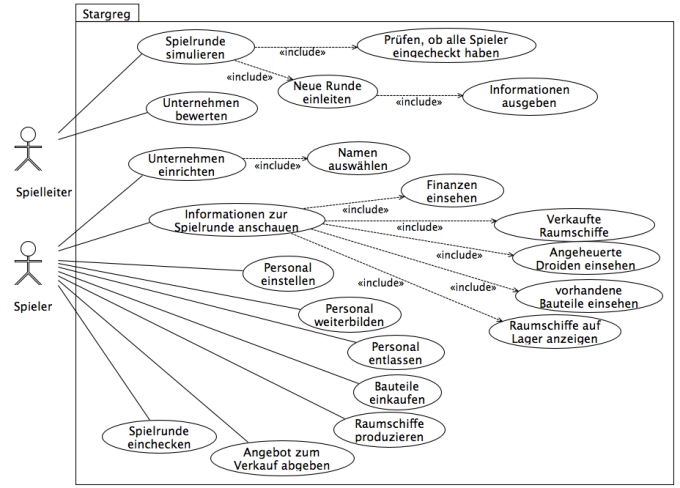 Stargreg
Spielrunde
simulieren
«include»
Prüfen, ob alle Spieler
eingecheckt haben
«include»
Neue Runde
einleiten
«include»
Informationen
ausgeben
Unternehmen
bewerten
Spielleiter
Unternehmen
einrichten
«include»
Namen
auswählen
Informationen zur
Spielrunde anschauen
«include»
Finanzen
einsehen
«include»
Verkaufte
Raumschiffe
«include»
Angeheuerte
Droiden einsehen
«include»
vorhandene
Bauteile einsehen
«include»
Raumschiffe auf
Lager anzeigen
Spieler
Personal
einstellen
Personal
weiterbilden
Personal
entlassen
Bauteile
einkaufen
Raumschiffe
produzieren
Spielrunde
einchecken
Angebot zum
Verkauf abgeben